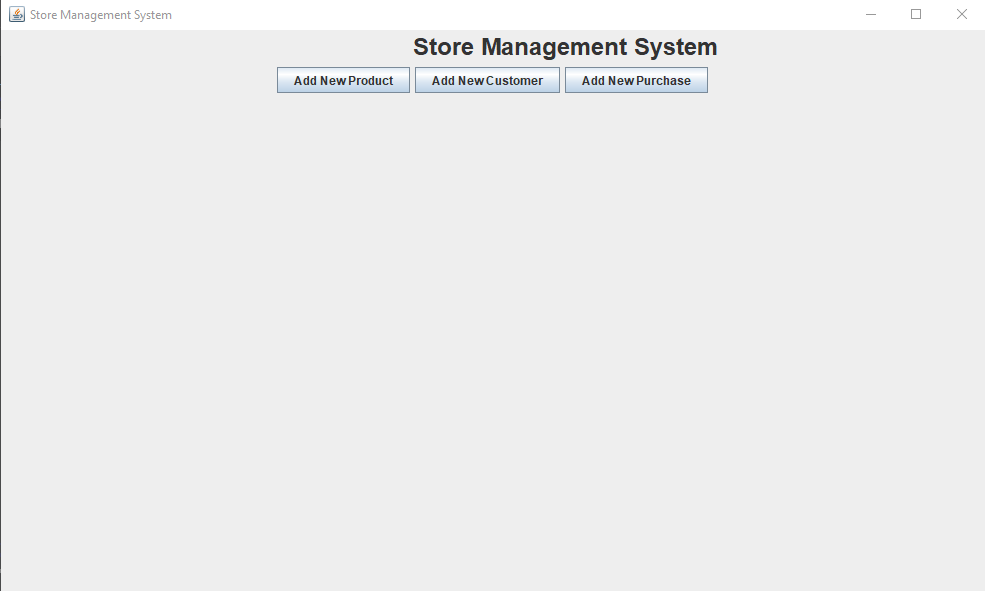 Store Management System
Store Management System
Add New Product Add New Customer Add New Purchase